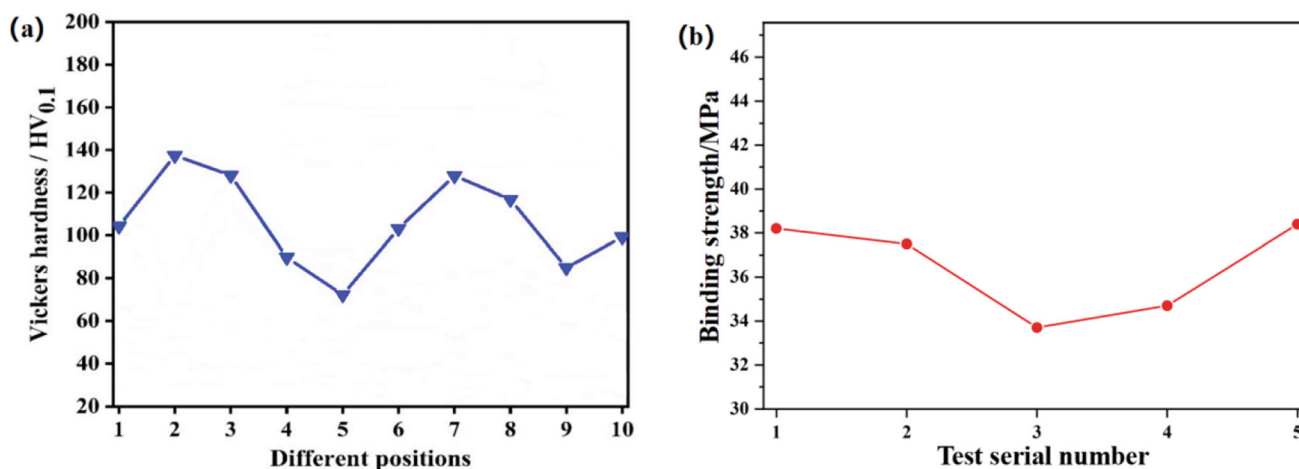 (a)
Vickers hardness / HV0.1
200
180
160
140
120
100
80
60
40
20
1 2 3 4 5 6 7 8 9 10
Different positions
(b)
Binding strength/MPa
46
44
42
40
38
36
34
32
30
1 2 3 4 5
Test serial number